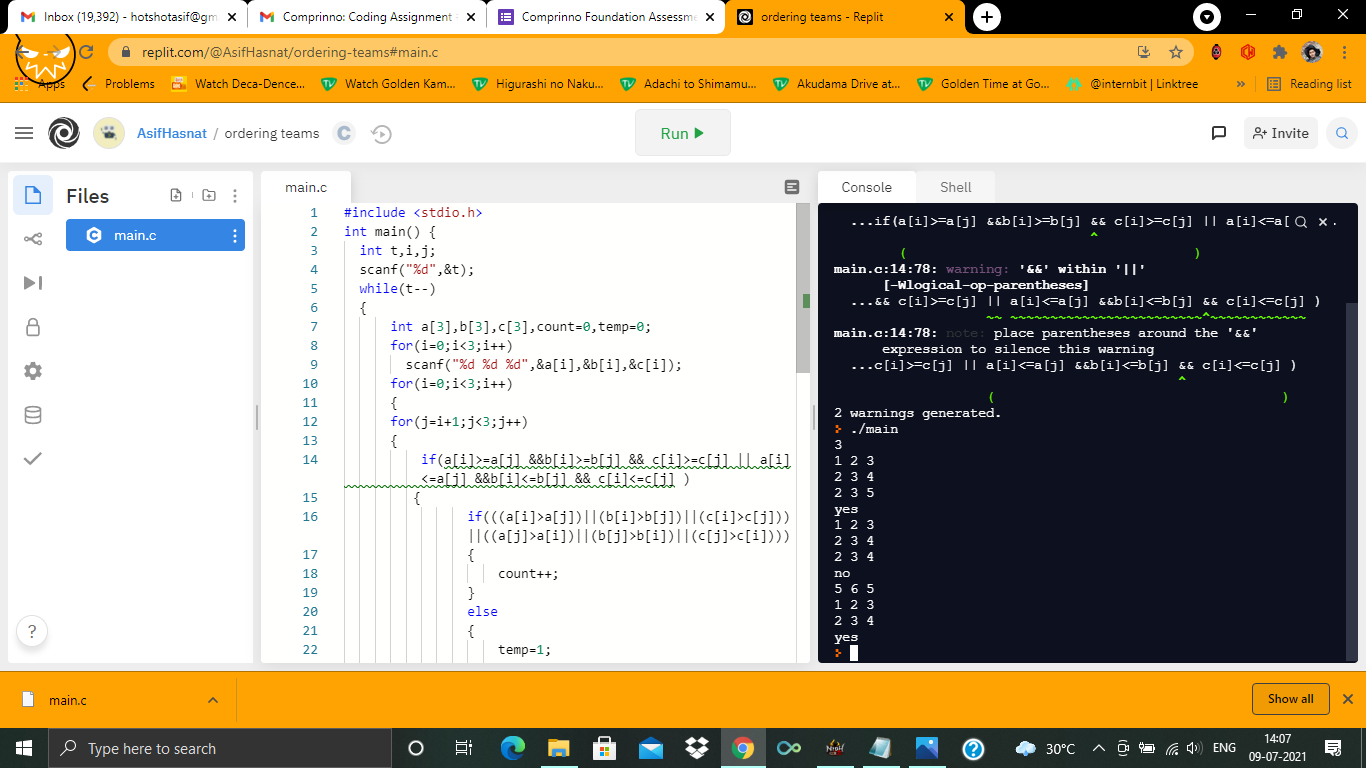 Inbox (19,392) - hotshotasif@gm
Comprinno: Coding Assignment
Comprinno Foundation Assessme
ordering teams - Replit
replit.com/@AsifHasnat/ordering-teams#main.c
Apps
Problems
Watch Deca-Dence...
Watch Golden Kam...
Higurashi no Naku...
Adachi to Shimamu...
Akudama Drive at...
Golden Time at Go...
@internbit | Linktree
»
Reading list
AsifHasnat / ordering teams C
Run
Invite
Files
main.c
main.c
1 #include <stdio.h>
2 int main() {
3 int t,i,j;
4 scanf("%d",&t);
5 while(t--)
6 {
7 int a[3],b[3],c[3],count=0,temp=0;
8 for(i=0;i<3;i++)
9 scanf("%d %d %d",&a[i],&b[i],&c[i]);
10 for(i=0;i<3;i++)
11 {
12 for(j=i+1;j<3;j++)
13 {
14 if(a[i]>=a[j] &&b[i]>=b[j] && c[i]>=c[j] || a[i]
<=a[j] &&b[i]<=b[j] && c[i]<=c[j] )
15 {
16 if(((a[i]>a[j])||(b[i]>b[j])||(c[i]>c[j]))
||((a[j]>a[i])||(b[j]>b[i])||(c[j]>c[i])))
17 {
18 count++;
19 }
20 else
21 {
22 temp=1;
Console
Shell
...if(a[i]>=a[j] &&b[i]>=b[j] && c[i]>=c[j] || a[i]<=a[
^
( )
main.c:14:78: warning: '&&' within '||'
[-Wlogical-op-parentheses]
...&& c[i]>=c[j] || a[i]<=a[j] &&b[i]<=b[j] && c[i]<=c[j] )
~~ ~~~~~~~~~~~~~~~~~~~~~~~~~^~~~~~~~~~~~~
main.c:14:78: note: place parentheses around the '&&'
expression to silence this warning
...c[i]>=c[j] || a[i]<=a[j] &&b[i]<=b[j] && c[i]<=c[j] )
^
( )
2 warnings generated.
./main
3
1 2 3
2 3 4
2 3 5
yes
1 2 3
2 3 4
2 3 4
no
5 6 5
1 2 3
2 3 4
yes
?
main.c
Show all
Type here to search
30°C
ENG
14:07
09-07-2021